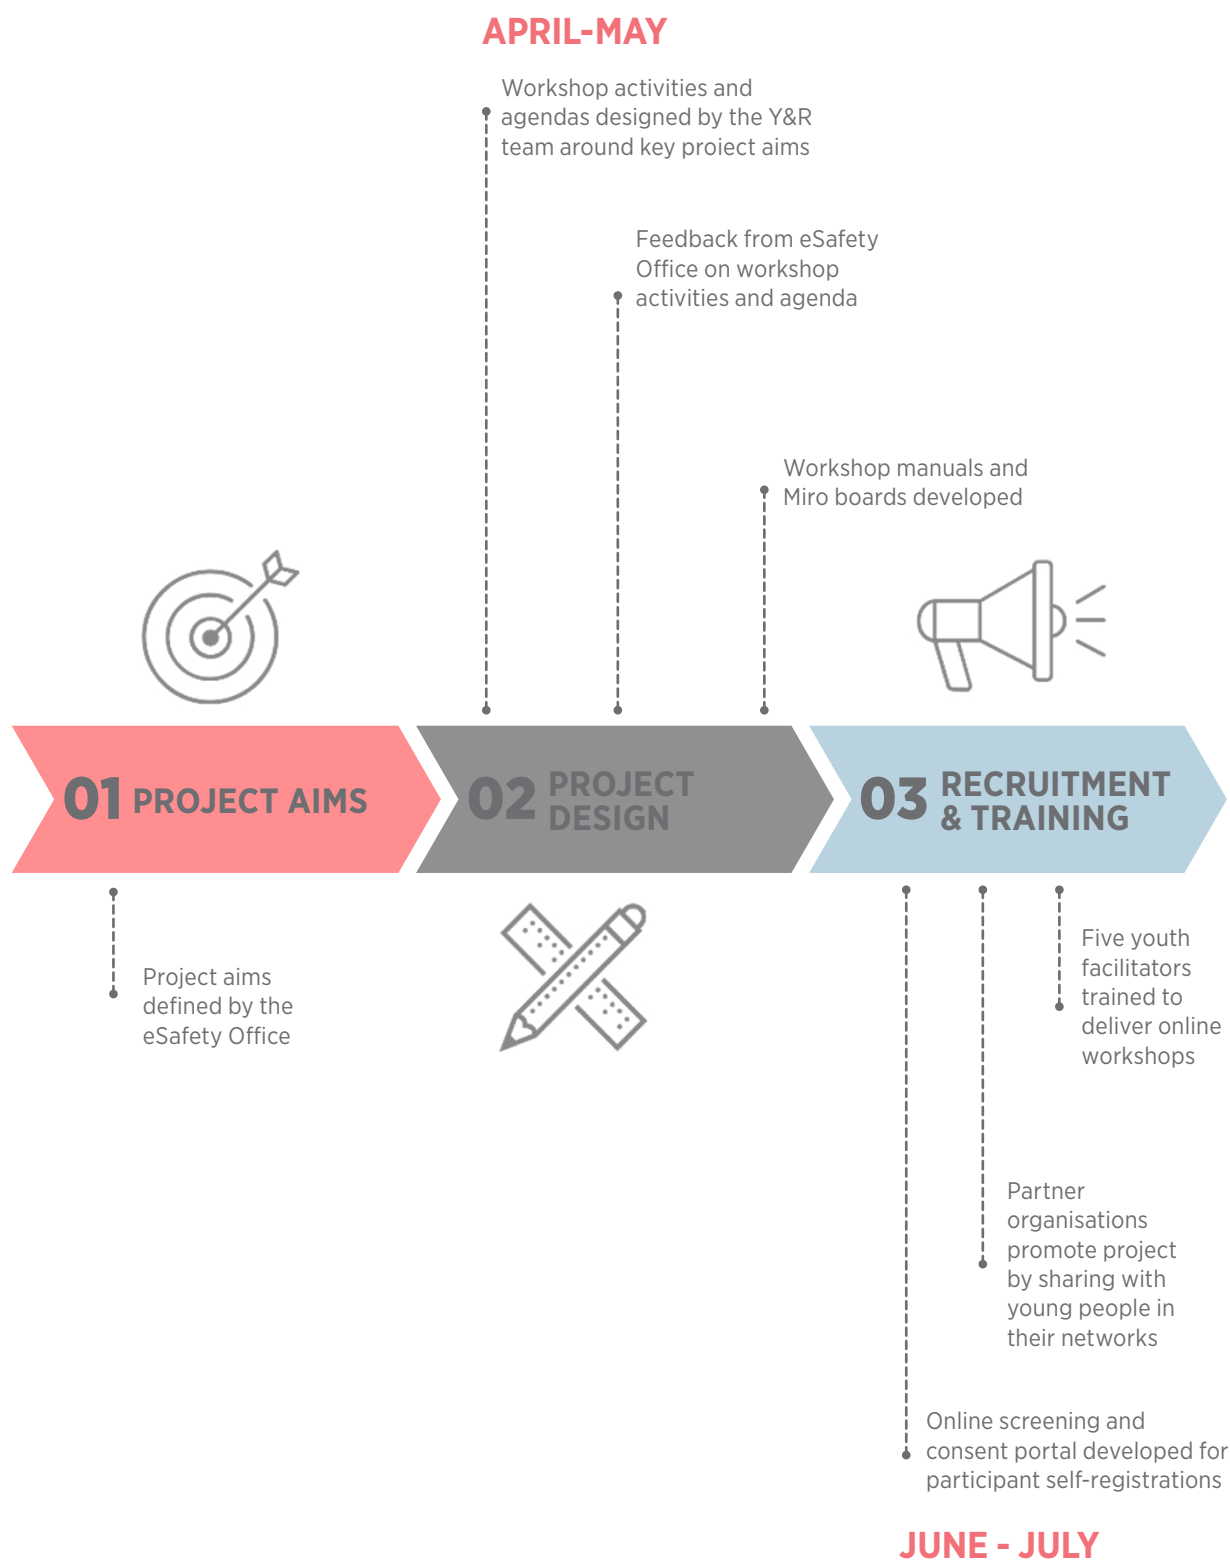 APRIL-MAY
Workshop activities and
agendas designed by the Y&R
team around key proiect aims
Feedback from eSafety
Office on workshop
activities and agenda
Workshop manuals and
Miro boards developed
01 PROJECT AIMS
02 PROJECT
DESIGN
03 RECRUITMENT
& TRAINING
Project aims
defined by the
eSafety Office
Five youth
facilitators
trained to
deliver online
workshops
Partner
organisations
promote project
by sharing with
young people in
their networks
Online screening and
consent portal developed for
participant self-registrations
JUNE - JULY